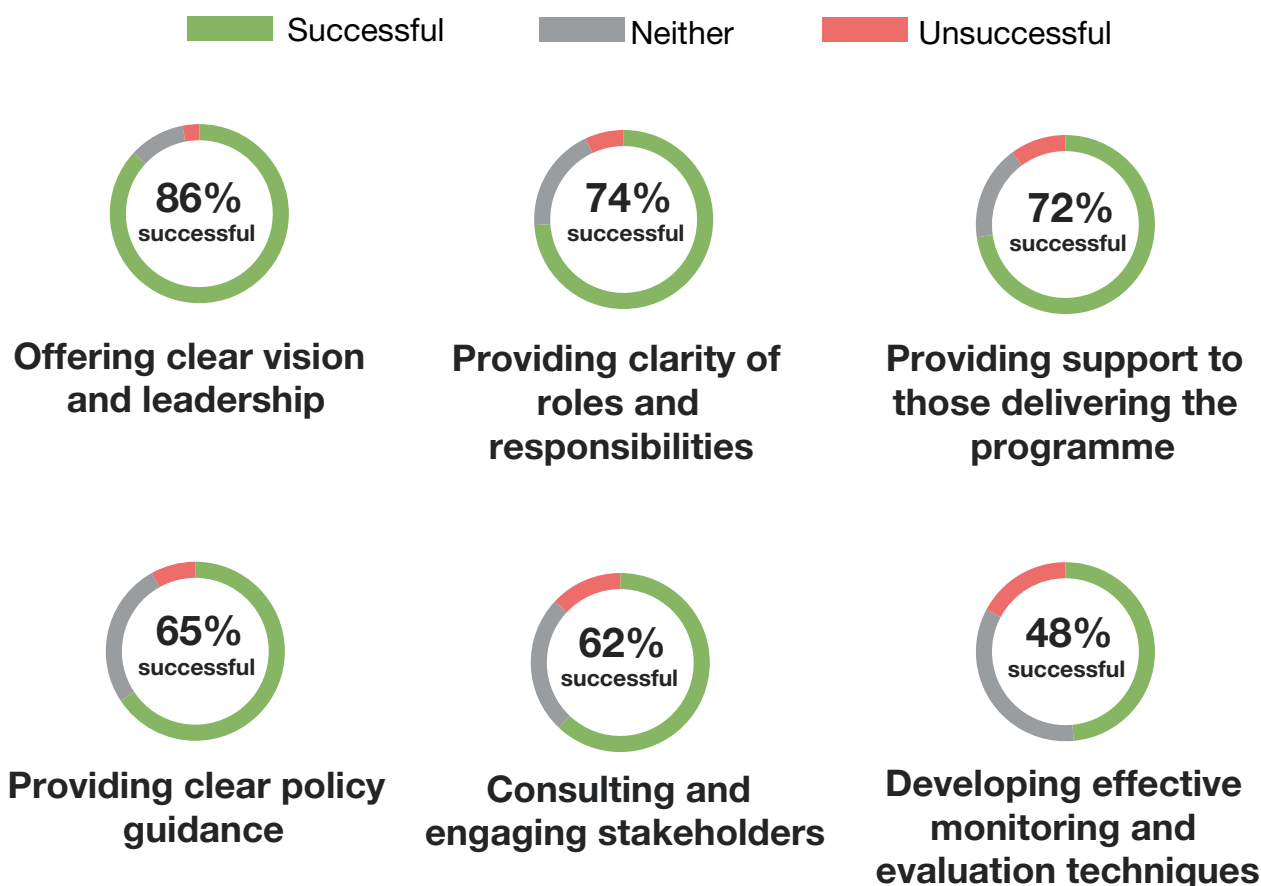 Successful
Neither
Unsuccessful
86%
successful
Offering clear vision
and leadership
74%
successful
Providing clarity of
roles and
responsibilities
72%
successful
Providing support to
those delivering the
programme
65%
successful
Providing clear policy
guidance
62%
successful
Consulting and
engaging stakeholders
48%
successful
Developing effective
monitoring and
evaluation techniques